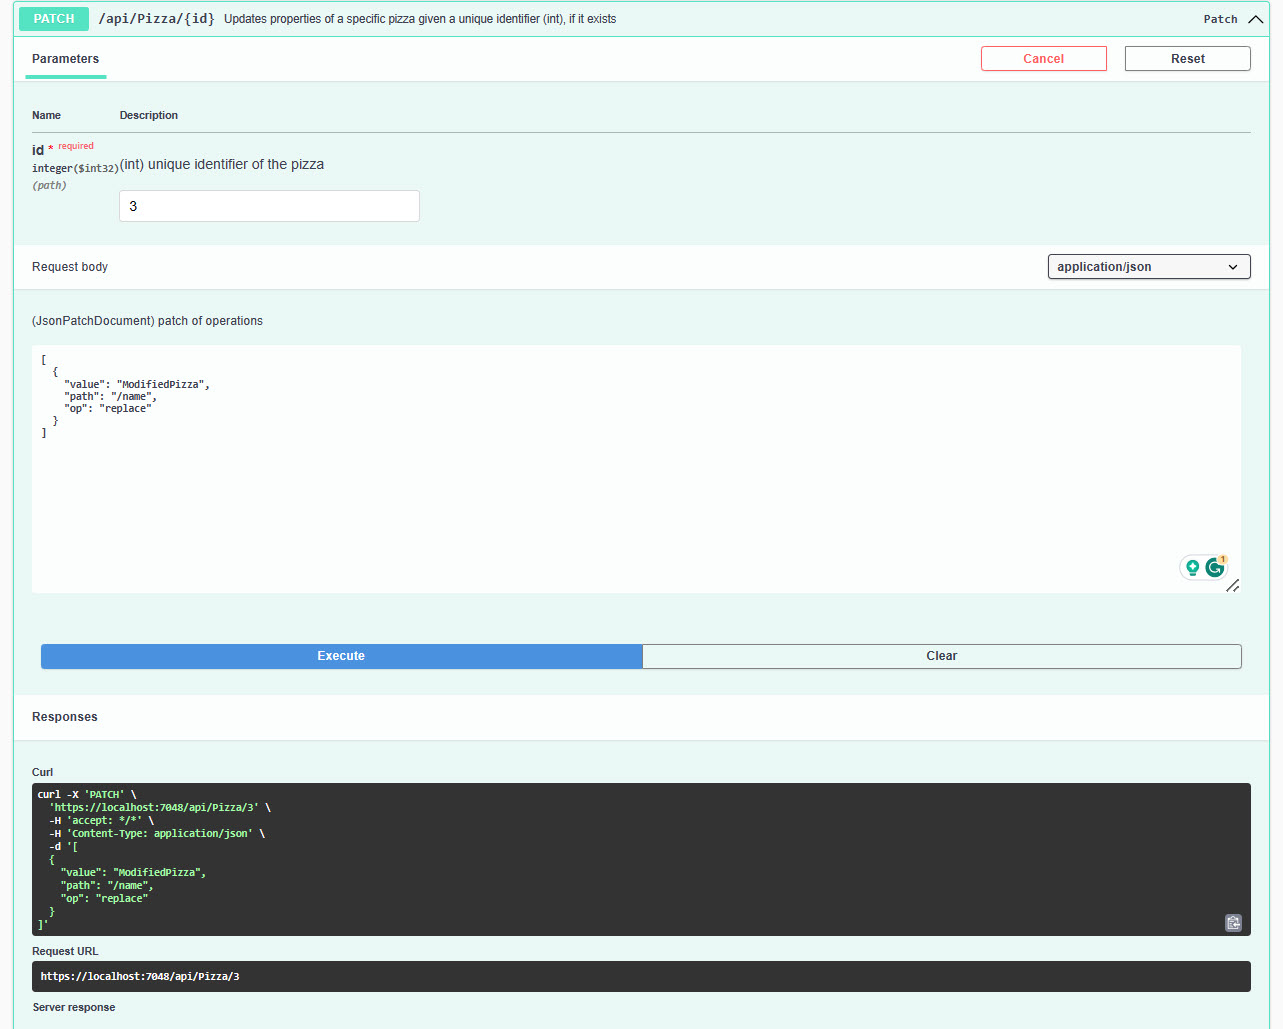 PATCH /api/Pizza/{id} Updates properties of a specific pizza given a unique identifier (int), if it exists Patch
Parameters Cancel Reset
Name Description
id * required
integer($int32) (int) unique identifier of the pizza
(path)
3
Request body application/json
(JsonPatchDocument) patch of operations
[
  {
    "value": "ModifiedPizza",
    "path": "/name",
    "op": "replace"
  }
]
1
Execute Clear
Responses
Curl
curl -X 'PATCH' \
  'https://localhost:7048/api/Pizza/3' \
  -H 'accept: */*' \
  -H 'Content-Type: application/json' \
  -d '[
  {
    "value": "ModifiedPizza",
    "path": "/name",
    "op": "replace"
  }
]'
Request URL
https://localhost:7048/api/Pizza/3
Server response